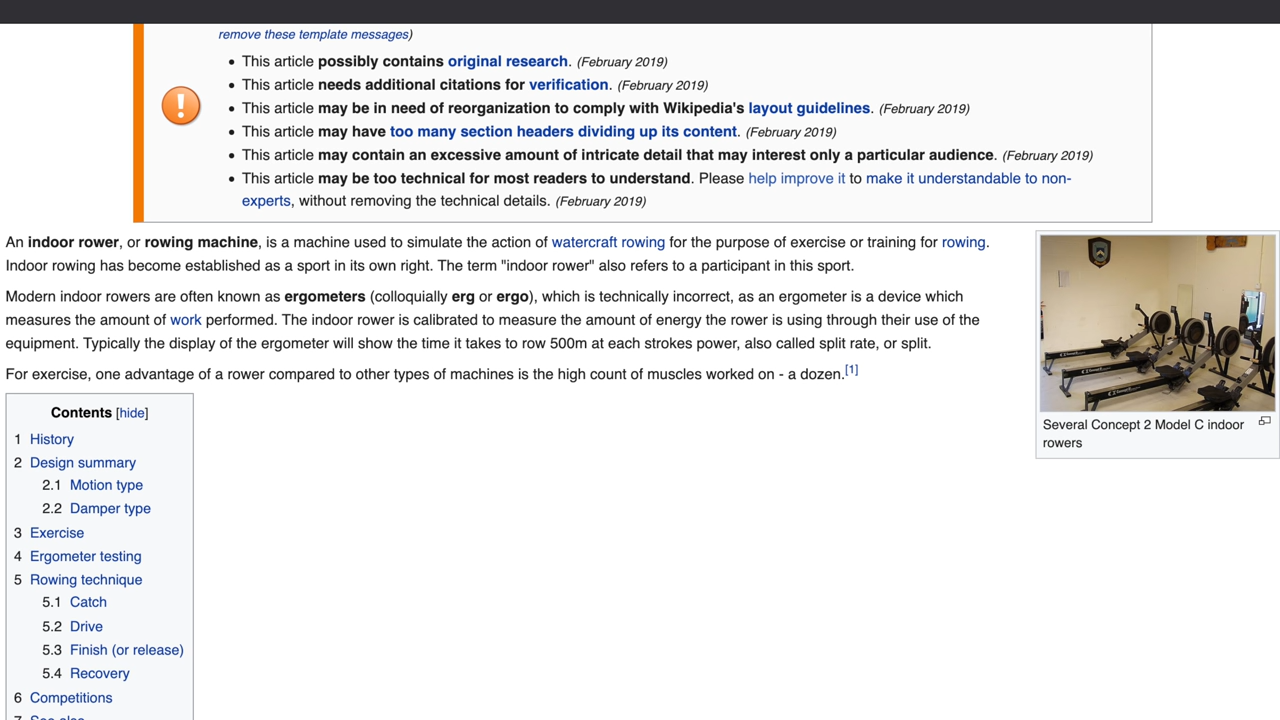 remove these template messages)
• This article possibly contains original research. (February 2019)
• This article needs additional citations for verification. (February 2019)
• This article may be in need of reorganization to comply with Wikipedia's layout guidelines. (February 2019)
• This article may have too many section headers dividing up its content. (February 2019)
• This article may contain an excessive amount of intricate detail that may interest only a particular audience. (February 2019)
• This article may be too technical for most readers to understand. Please help improve it to make it understandable to non-
experts, without removing the technical details. (February 2019)
An indoor rower, or rowing machine, is a machine used to simulate the action of watercraft rowing for the purpose of exercise or training for rowing.
Indoor rowing has become established as a sport in its own right. The term "indoor rower" also refers to a participant in this sport.
Modern indoor rowers are often known as ergometers (colloquially erg or ergo), which is technically incorrect, as an ergometer is a device which
measures the amount of work performed. The indoor rower is calibrated to measure the amount of energy the rower is using through their use of the
equipment. Typically the display of the ergometer will show the time it takes to row 500m at each strokes power, also called split rate, or split.
For exercise, one advantage of a rower compared to other types of machines is the high count of muscles worked on - a dozen.[1]
Several Concept 2 Model C indoor
rowers
Contents [hide]
1 History
2 Design summary
2.1 Motion type
2.2 Damper type
3 Exercise
4 Ergometer testing
5 Rowing technique
5.1 Catch
5.2 Drive
5.3 Finish (or release)
5.4 Recovery
6 Competitions
7 See also